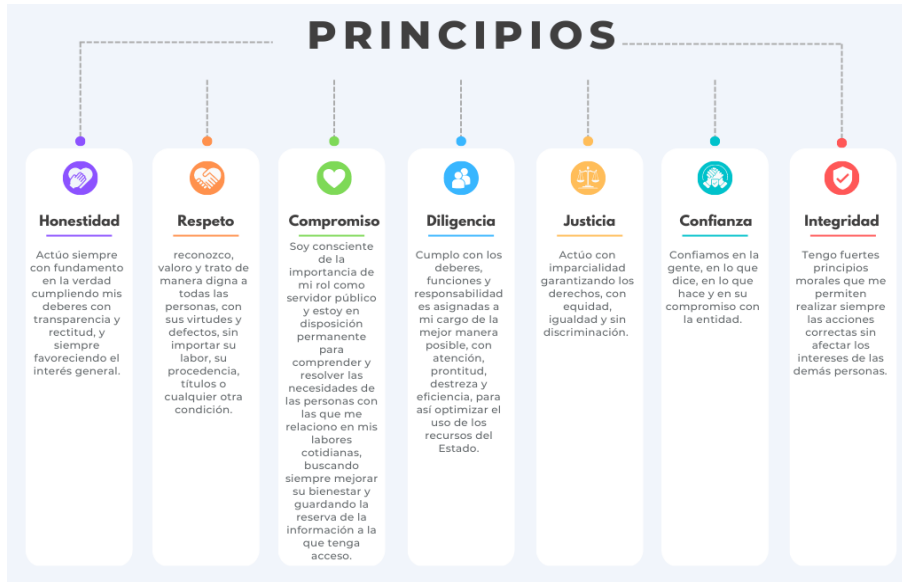 PRINCIPIOS
Honestidad
Actúo siempre
con fundamento
en la verdad
cumpliendo mis
deberes con
transparencia y
rectitud, y
siempre
favoreciendo el
interés general.
Respeto
reconozco,
valoro y trato de
manera digna a
todas las
personas, con
sus virtudes y
defectos, sin
importar su
labor, su
procedencia,
títulos o
cualquier otra
condición.
Compromiso
Soy consciente
de la
importancia de
mi rol como
servidor público
y estoy en
disposición
permanente
para
comprender y
resolver las
necesidades de
las personas con
las que me
relaciono en mis
labores
cotidianas,
buscando
siempre mejorar
su bienestar y
guardando la
reserva de la
información a la
que tenga
acceso.
Diligencia
Cumplo con los
deberes,
funciones y
responsabilidad
es asignadas a
mi cargo de la
mejor manera
posible, con
atención,
prontitud,
destreza y
eficiencia, para
así optimizar el
uso de los
recursos del
Estado.
Justicia
Actúo con
imparcialidad
garantizando los
derechos, con
equidad,
igualdad y sin
discriminación.
Confianza
Confiamos en la
gente, en lo que
dice, en lo que
hace y en su
compromiso con
la entidad.
Integridad
Tengo fuertes
principios
morales que me
permiten
realizar siempre
las acciones
correctas sin
afectar los
intereses de las
demás personas.